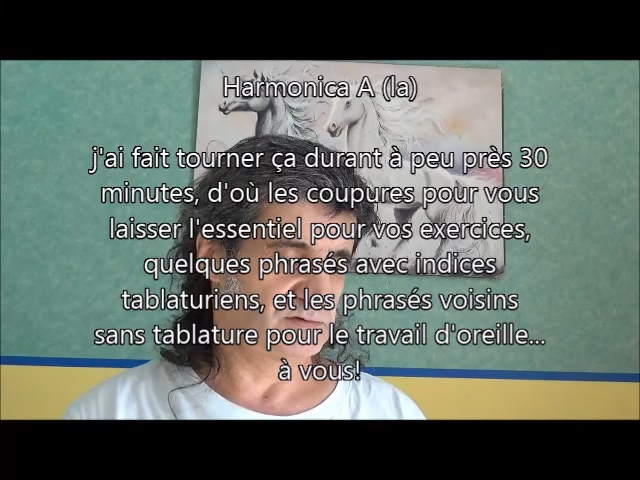 Harmonica A (la)
j'ai fait tourner ça durant à peu près 30
minutes, d'où les coupures pour vous
laisser l'essentiel pour vos exercices,
quelques phrasés avec indices
tablaturiens, et les phrasés voisins
sans tablature pour le travail d'oreille...
à vous!